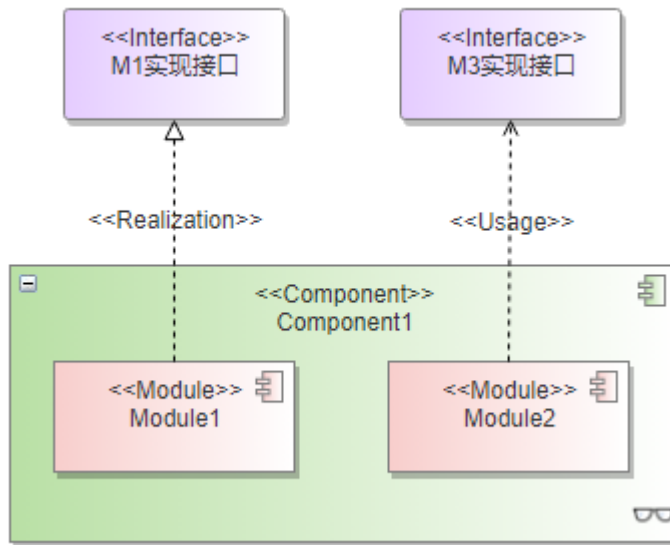 <<Interface>>
M1实现接口
<<Interface>>
M3实现接口
<<Realization>>
<<Usage>>
<<Component>>
Component1
<<Module>>
Module1
<<Module>>
Module2